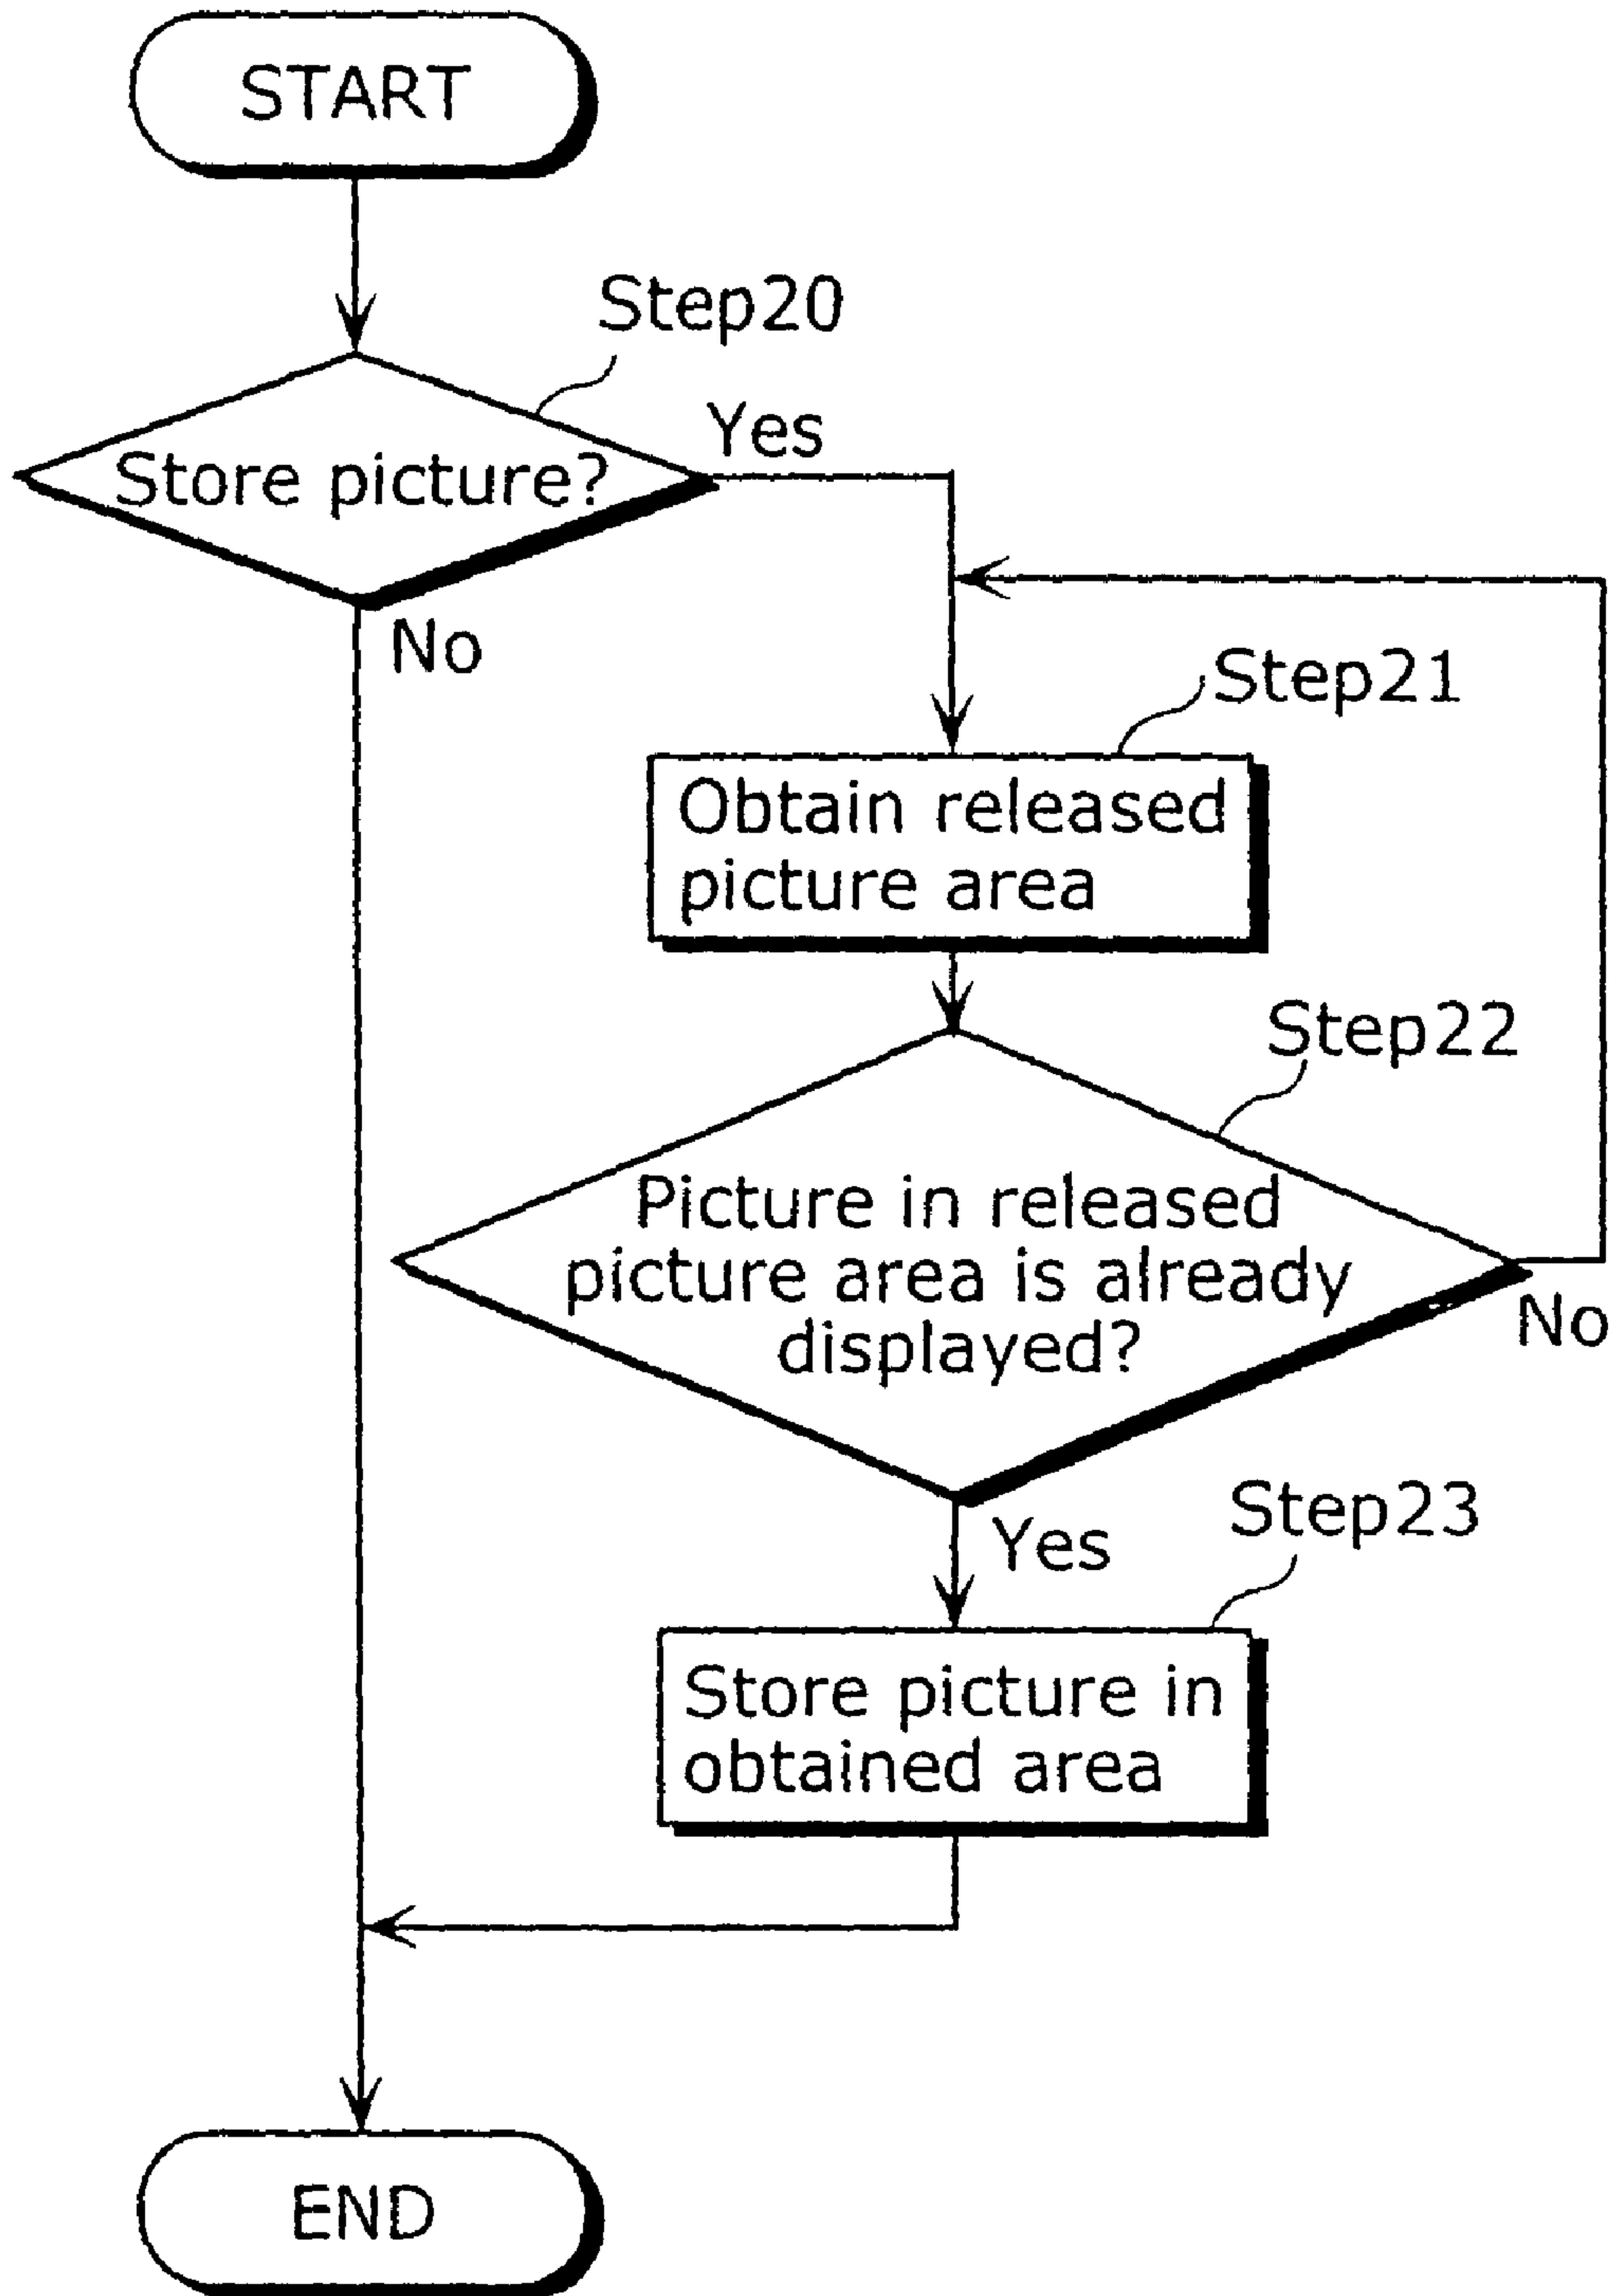 START
Step20
Yes
Store picture?
No
Step21
Obtain released
picture area
Step22
Picture in released
picture area is already
displayed?
No
Yes
Step23
Store picture in
obtained area
END